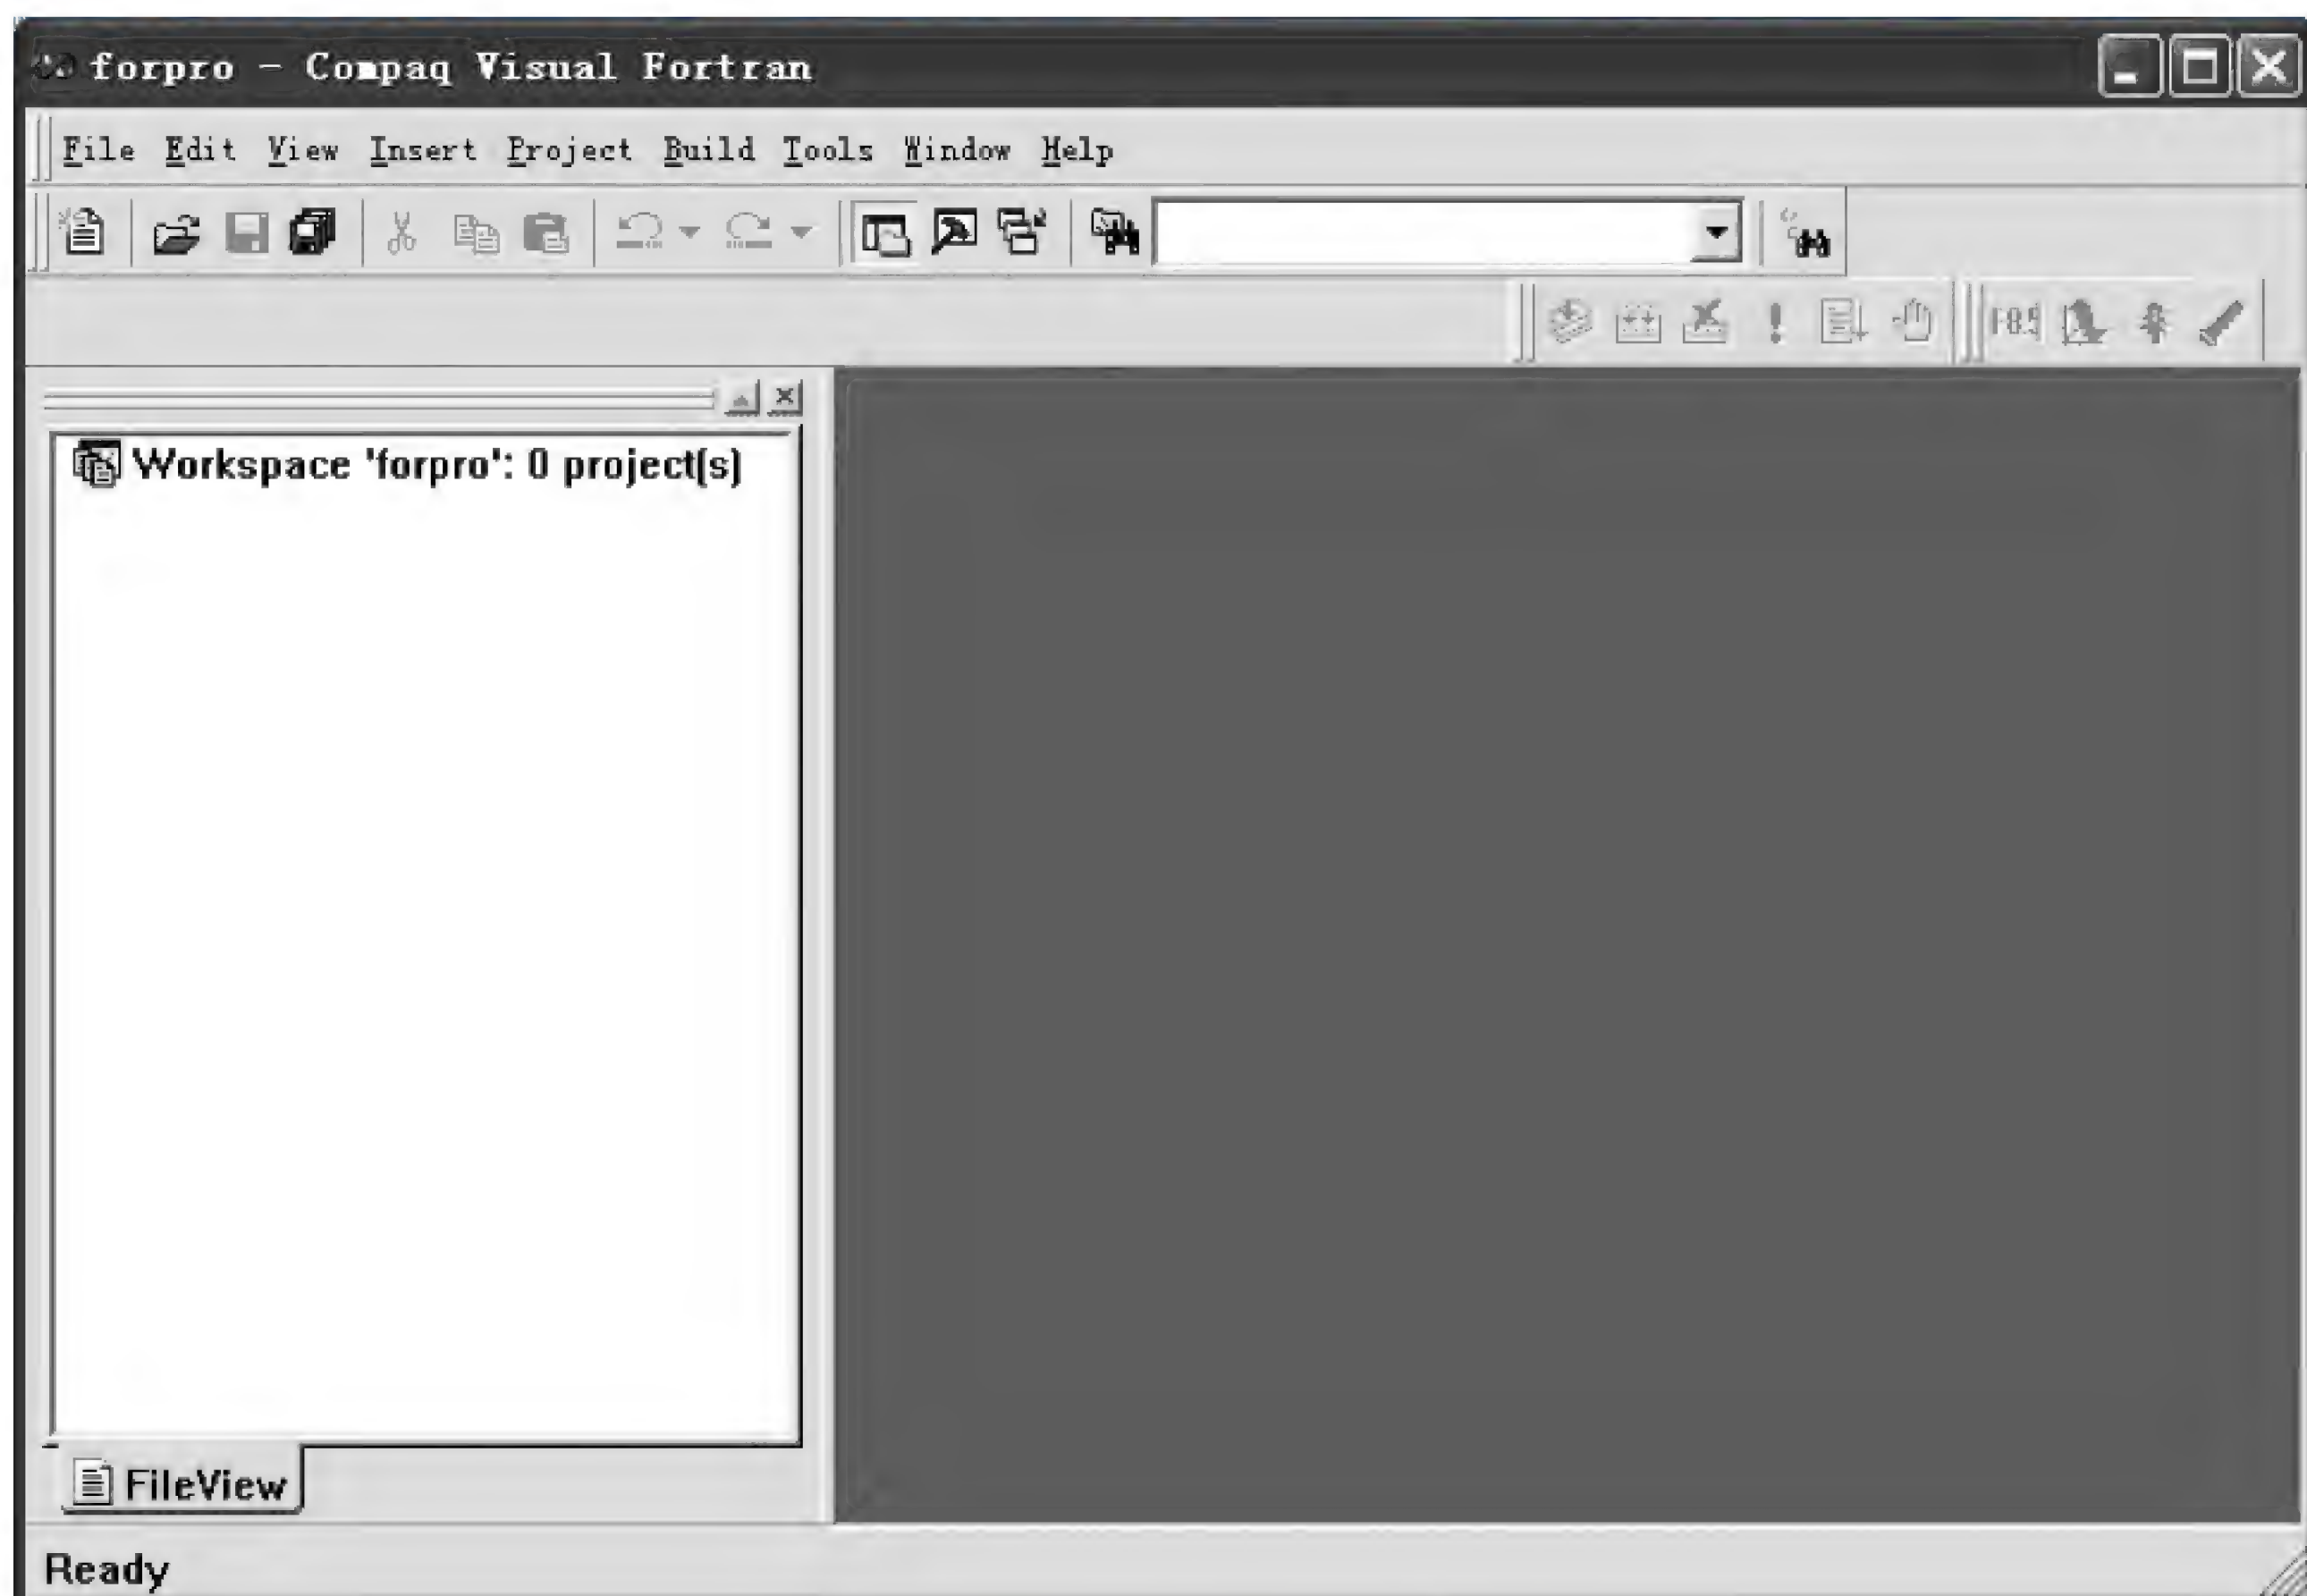 forpro - Compaq Visual Fortran
File Edit View Insert Project Build Tools Window Help
Workspace 'forpro': 0 project(s)
FileView
Ready